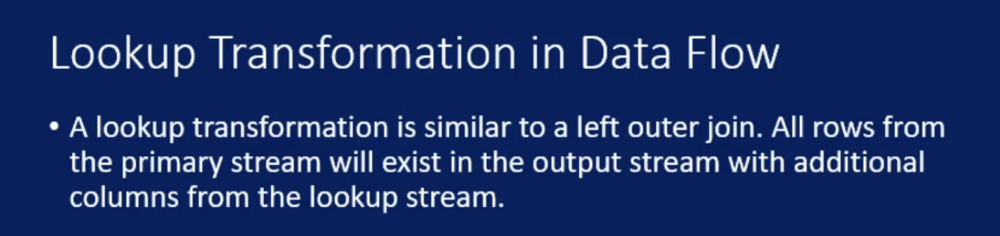 Lookup Transformation in Data Flow
• A lookup transformation is similar to a left outer join. All rows from
the primary stream will exist in the output stream with additional
columns from the lookup stream.